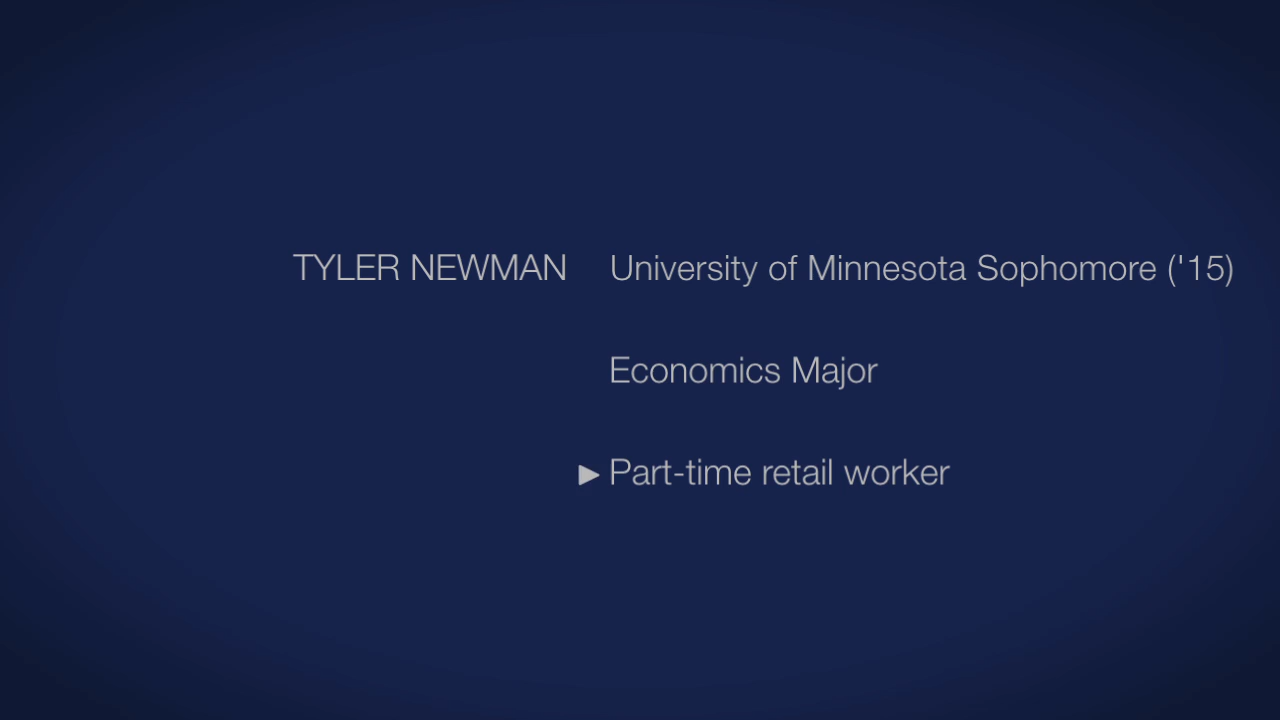 TYLER NEWMAN University of Minnesota Sophomore ('15)
Economics Major
▶ Part-time retail worker